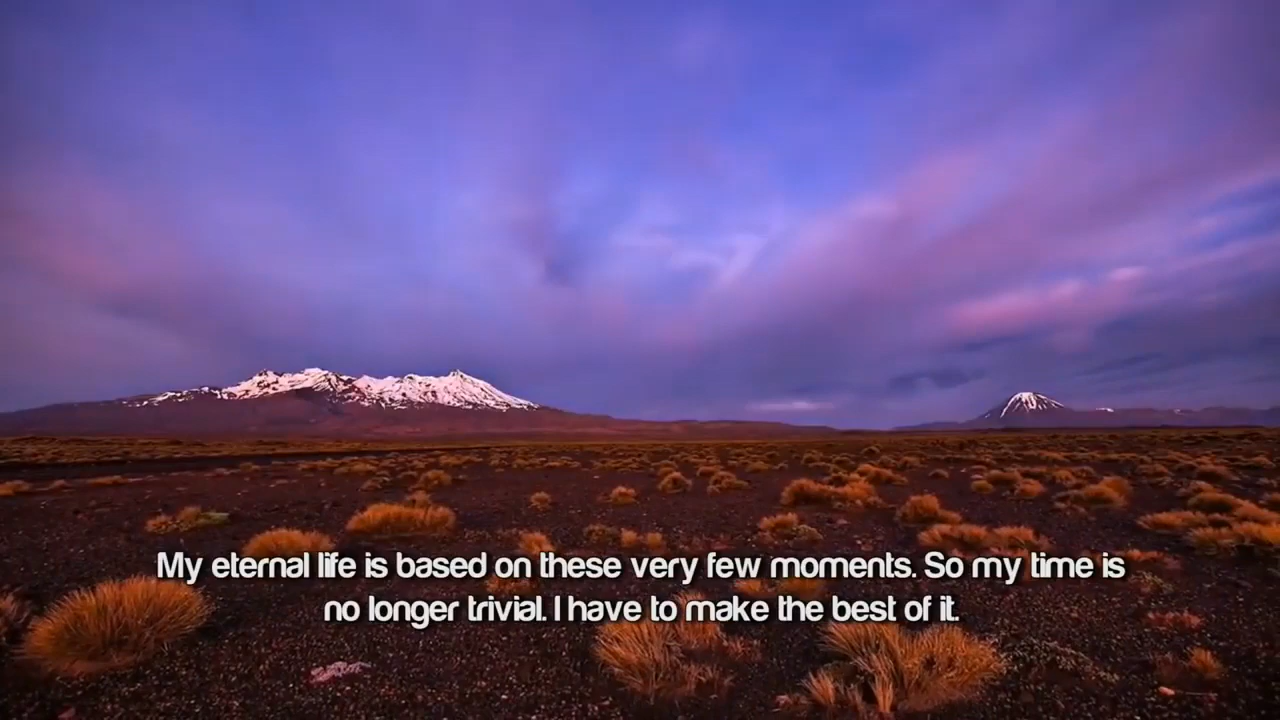 My eternal life is based on these very few moments. So my time is
no longer trivial. I have to make the best of it.